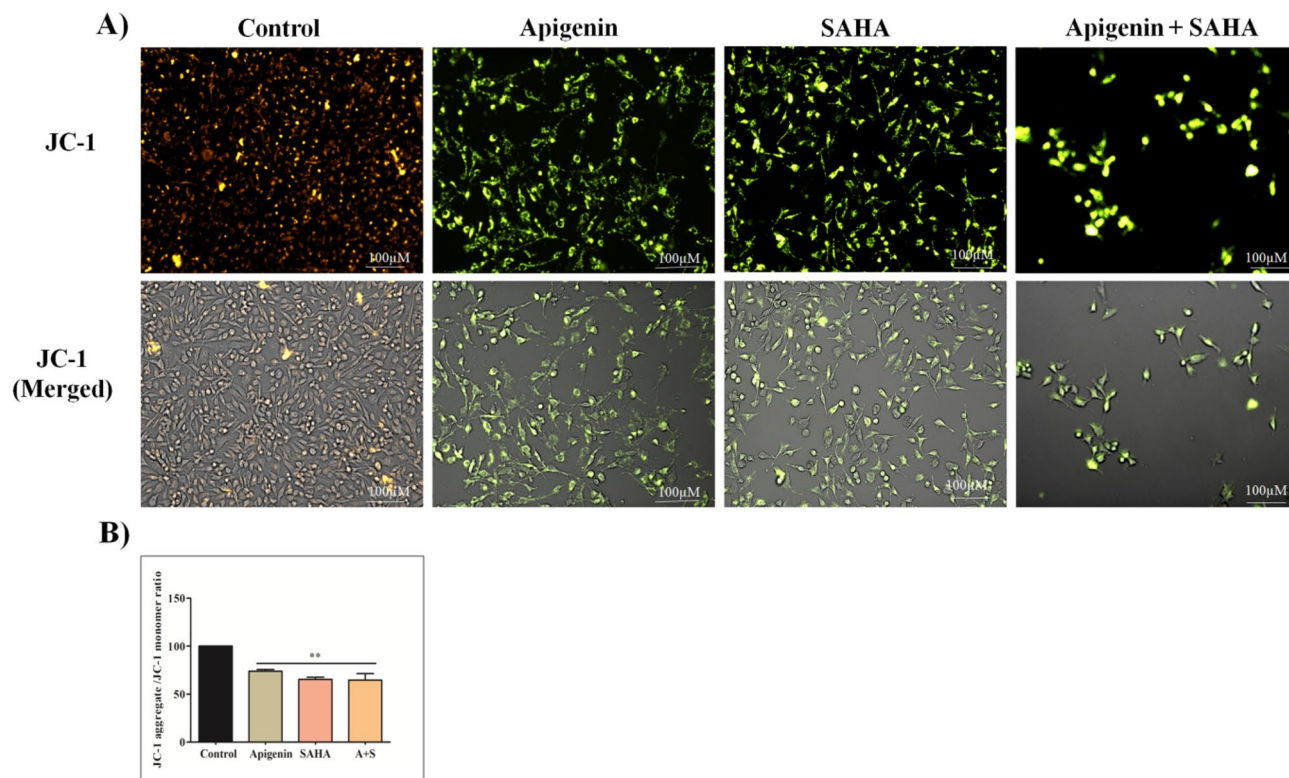 A)
Control
Apigenin
SAHA
Apigenin + SAHA
JC-1
100µM
100µM
100µM
100µM
JC-1
(Merged)
100µM
100µM
100µM
100µM
B)
JC-1 aggregate /JC-1 monomer ratio
150
100
50
0
**
Control
Apigenin
SAHA
A+S